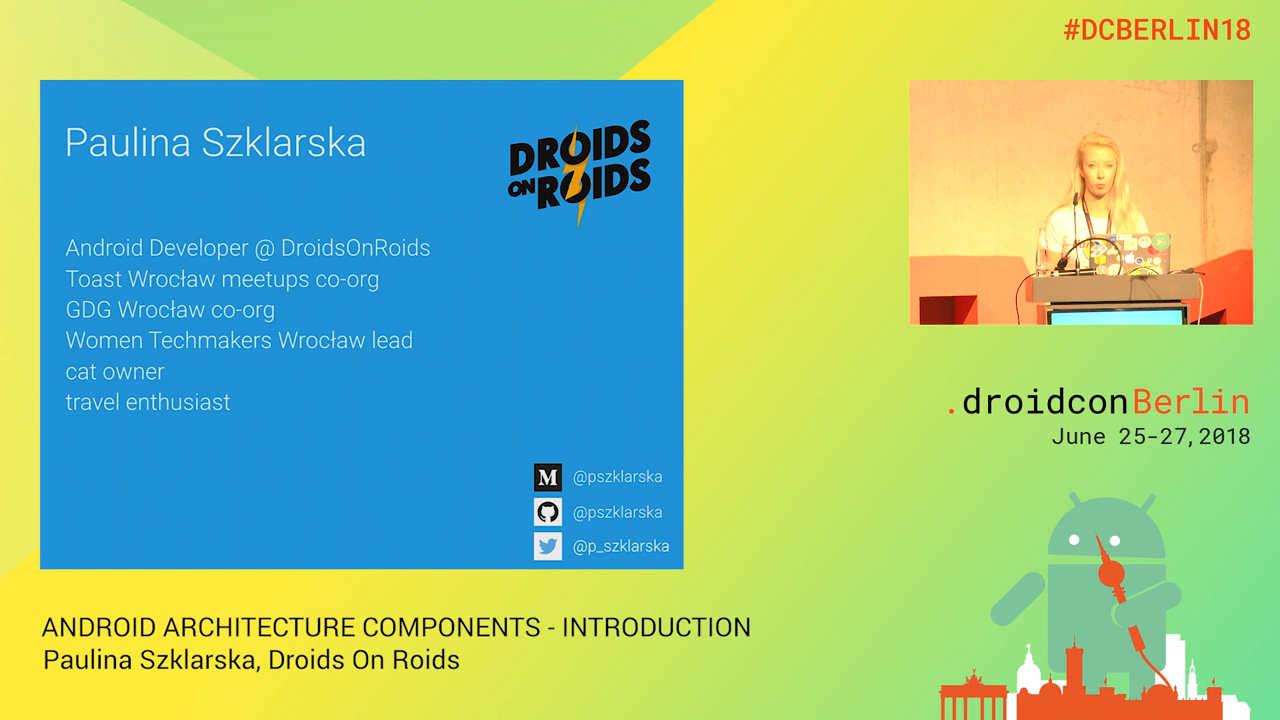 #DCBERLIN18
Paulina Szklarska
DROIDS
ON ROIDS
Android Developer @ DroidsOnRoids
Toast Wrocław meetups co-org
GDG Wrocław co-org
Women Techmakers Wrocław lead
cat owner
travel enthusiast
M @pszklarska
@pszklarska
@p_szklarska
.droidconBerlin
June 25-27,2018
ANDROID ARCHITECTURE COMPONENTS - INTRODUCTION
Paulina Szklarska, Droids On Roids